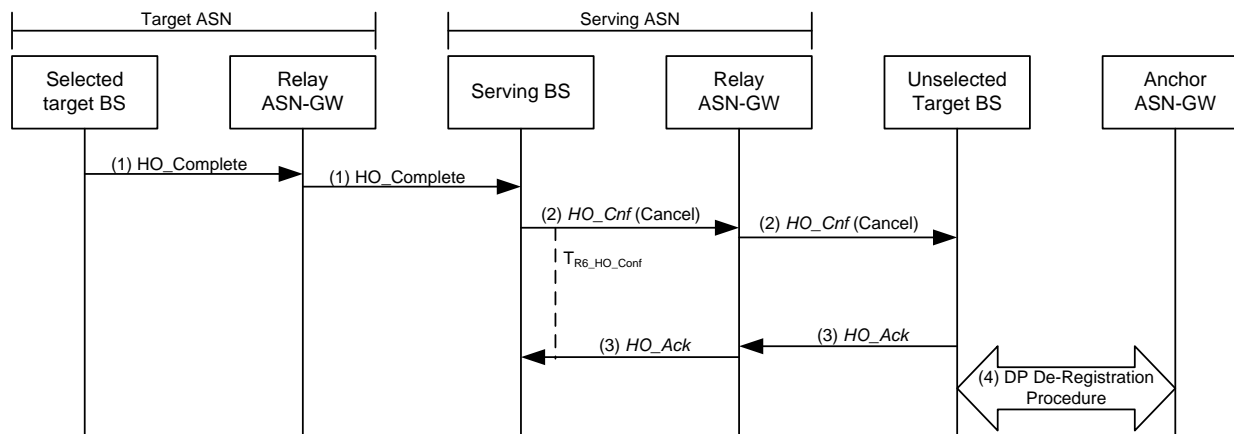 Target ASN
Serving ASN
Selected
target BS
Relay
ASN-GW
Serving BS
Relay
ASN-GW
Unselected
Target BS
Anchor
ASN-GW
(1) HO_Complete
(1) HO_Complete
(2) HO_Cnf (Cancel)
(2) HO_Cnf (Cancel)
TR6_HO_Conf
(3) HO_Ack
(3) HO_Ack
(4) DP De-Registration
Procedure